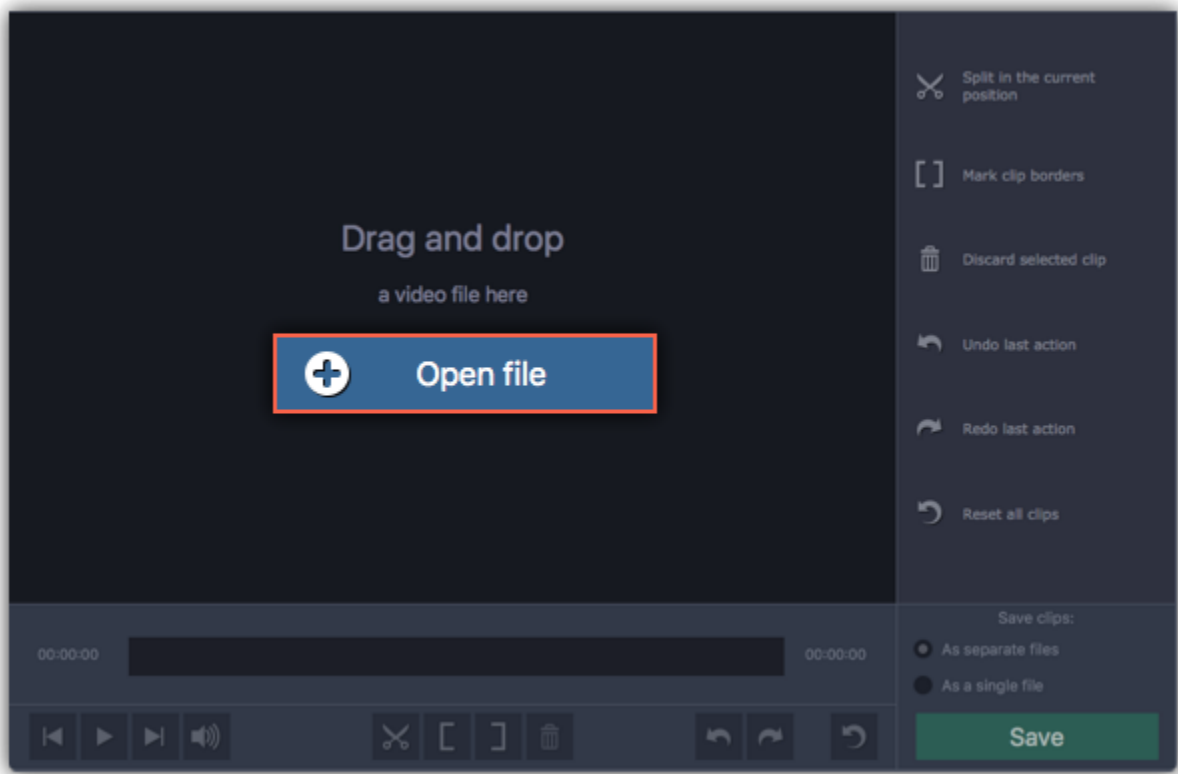 Drag and drop
a video file here
Open file
Split in the current
position
Mark clip borders
Discard selected clip
Undo last action
Redo last action
Reset all clips
00:00:00
00:00:00
Save clips:
As separate files
As a single file
Save